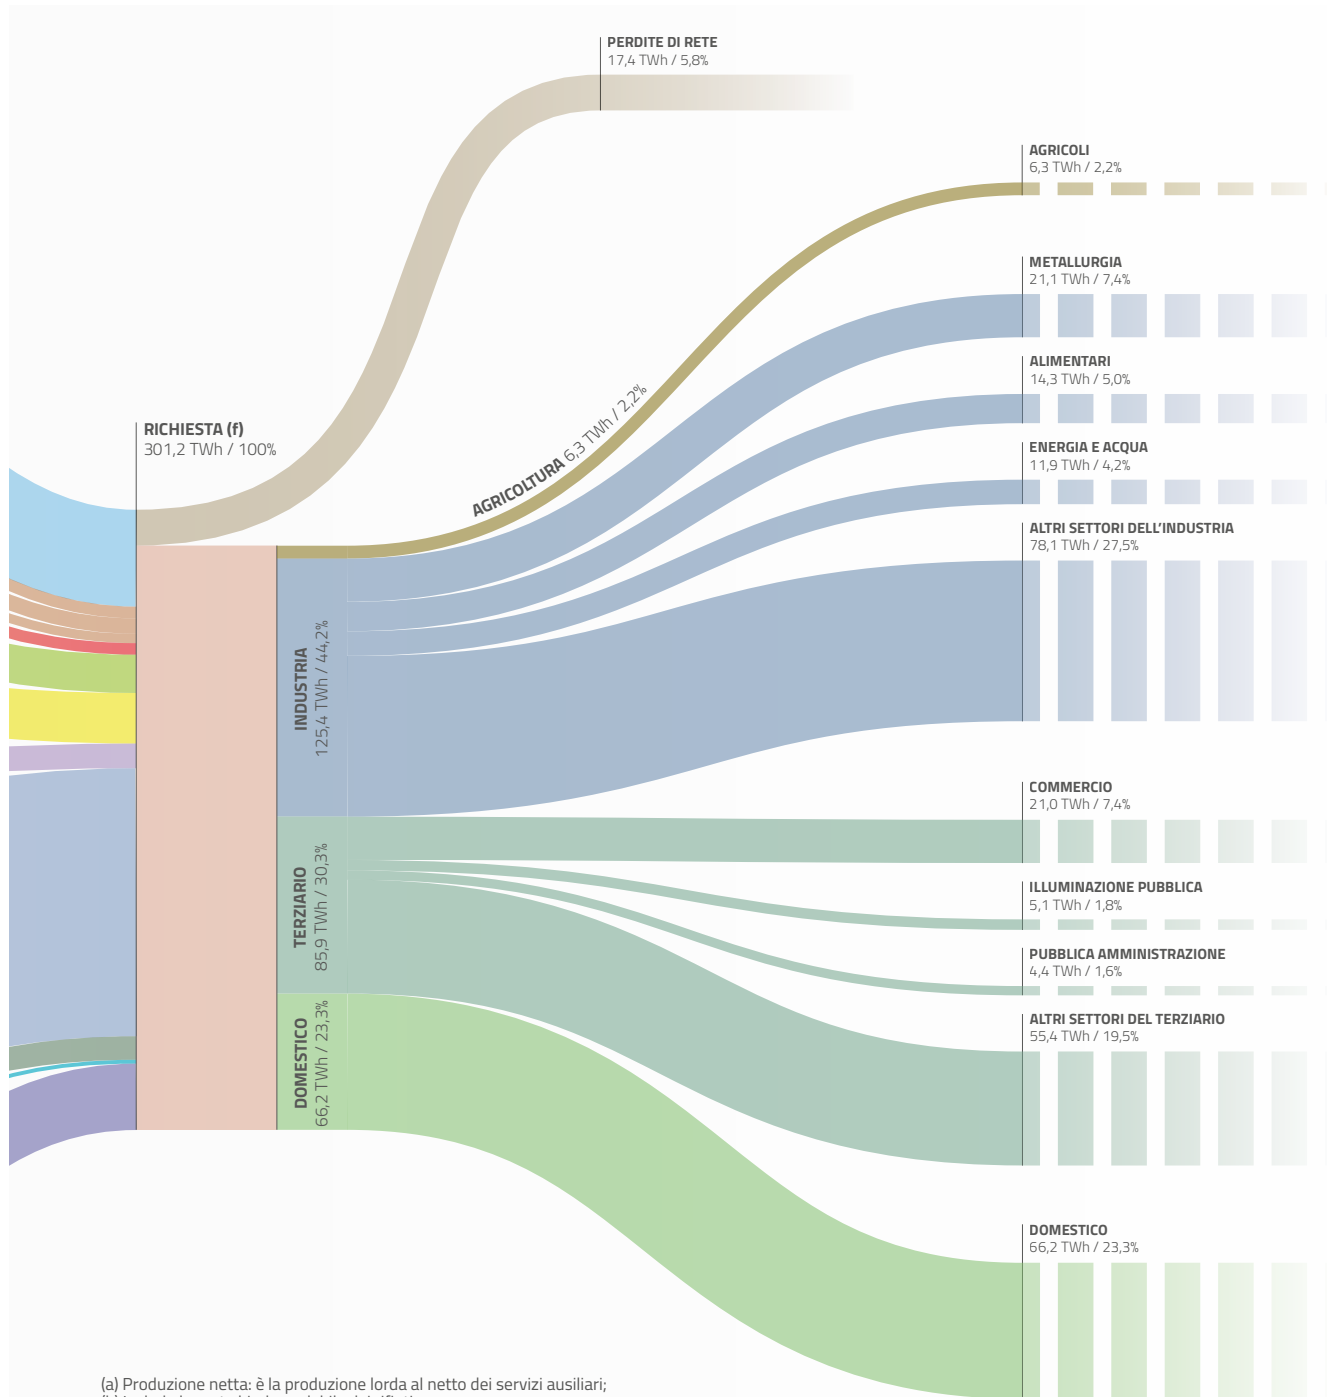 PERDITE DI RETE
17,4 TWh / 5,8%
AGRICOLI
6,3 TWh / 2,2%
METALLURGIA
21,1 TWh / 7,4%
ALIMENTARI
14,3 TWh / 5,0%
RICHIESTA (f)
301,2 TWh / 100%
AGRICOLTURA 6,3 TWh / 2,2%
ENERGIA E ACQUA
11,9 TWh / 4,2%
ALTRI SETTORI DELL'INDUSTRIA
78,1 TWh / 27,5%
INDUSTRIA
125,4 TWh / 44,2%
COMMERCIO
21,0 TWh / 7,4%
TERZIARIO
85,9 TWh / 30,3%
ILLUMINAZIONE PUBBLICA
5,1 TWh / 1,8%
PUBBLICA AMMINISTRAZIONE
4,4 TWh / 1,6%
DOMESTICO
66,2 TWh / 23,3%
ALTRI SETTORI DEL TERZIARIO
55,4 TWh / 19,5%
DOMESTICO
66,2 TWh / 23,3%
(a) Produzione netta: è la produzione lorda al netto dei servizi ausiliari;